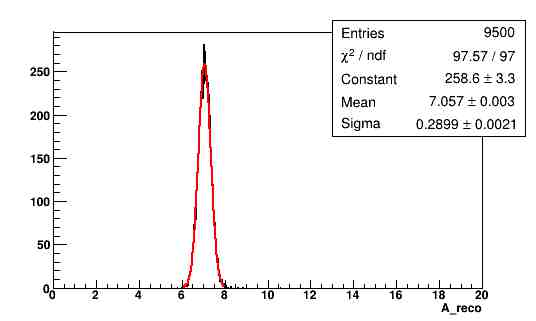 Entries 9500
χ² / ndf 97.57 / 97
Constant 258.6 ± 3.3
Mean 7.057 ± 0.003
Sigma 0.2899 ± 0.0021
250
200
150
100
50
0
0 2 4 6 8 10 12 14 16 18 20
A_reco